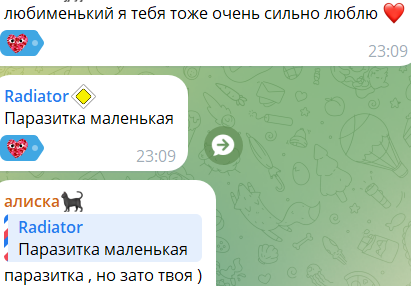 любименький я тебя тоже очень сильно люблю ❤️
23:09
Radiator
Паразитка маленькая
23:09
алиска🐈‍⬛
Radiator
Паразитка маленькая
паразитка , но зато твоя )